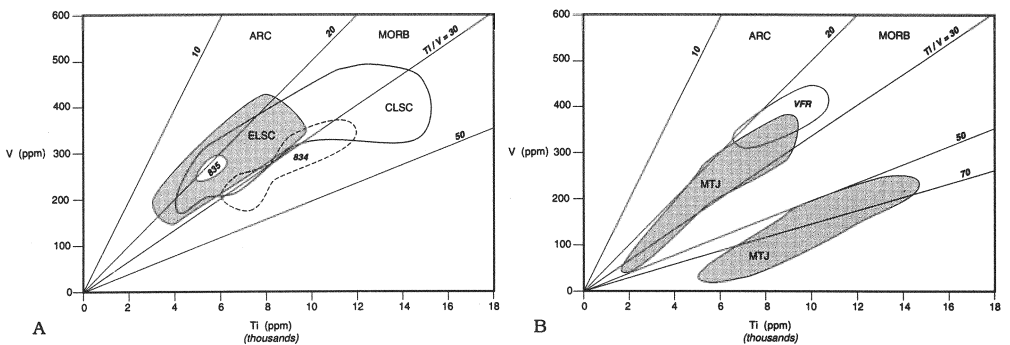 600
500
400
300
200
100
0
V (ppm)
10
ARC
20
MORB
Ti / V = 30
CLSC
ELSC
835
834
50
0
2
4
6
8
10
12
14
16
18
Ti (ppm)
(thousands)
A
600
500
400
300
200
100
0
V (ppm)
10
ARC
20
MORB
Ti / V = 30
VFR
50
MTJ
70
MTJ
0
2
4
6
8
10
12
14
16
18
Ti (ppm)
(thousands)
B